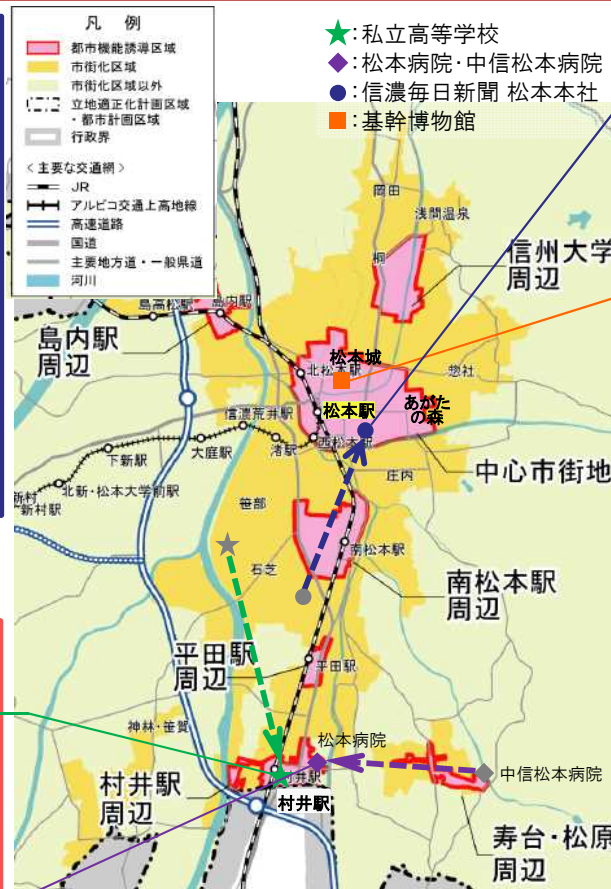 凡 例
都市機能誘導区域
市街化区域
市街化区域以外
立地適正化計画区域
・都市計画区域
行政界
<主要な交通網>
JR
アルピコ交通上高地線
高速道路
国道
主要地方道・一般県道
河川
★:私立高等学校
◆:松本病院・中信松本病院
●:信濃毎日新聞 松本本社
■:基幹博物館
岡田
浅間温泉
桐
信州大学
周辺
島高松駅
島内駅
島内駅
周辺
松本城
北松本駅
惣社
松本駅
あがた
の森
信濃荒井駅
渚駅
西松本駅
大庭駅
下新駅
北新・松本大学前駅
新村
新村駅
庄内
中心市街地
笹部
石芝
南松本駅
南松本駅
周辺
平田駅
周辺
平田駅
神林・笹賀
松本病院
村井駅
中信松本病院
村井駅
村井駅
周辺
寿台・松原
周辺